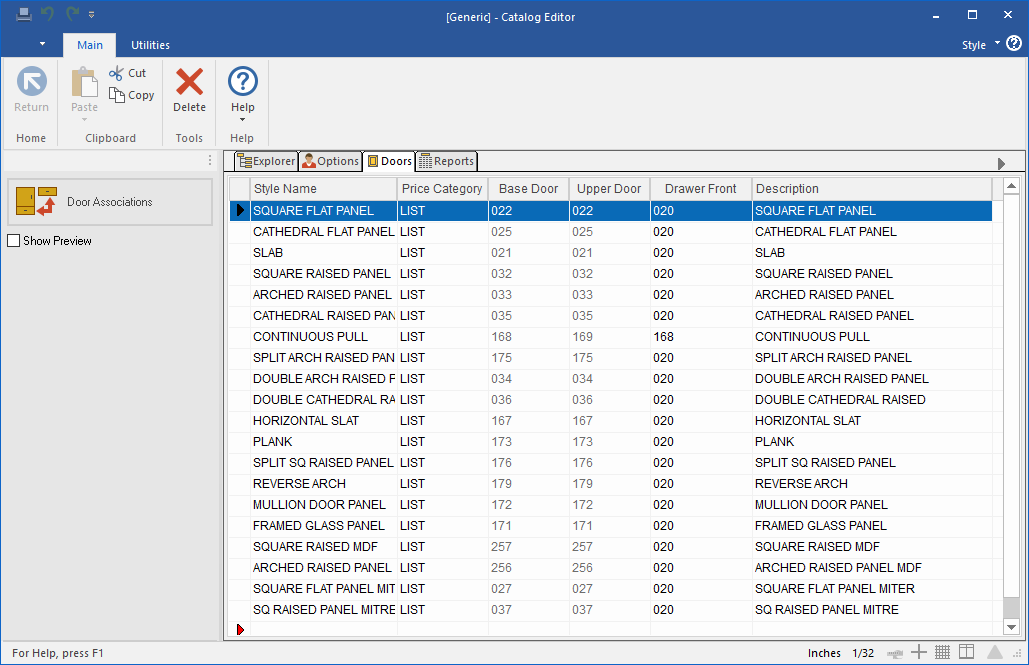 [Generic] - Catalog Editor
Main Utilities Style
Return Paste Cut Copy Delete Help
Home Clipboard Tools Help
Explorer Options Doors Reports
Door Associations
Show Preview
Style Name Price Category Base Door Upper Door Drawer Front Description
SQUARE FLAT PANEL LIST 022 022 020 SQUARE FLAT PANEL
CATHEDRAL FLAT PANEL LIST 025 025 020 CATHEDRAL FLAT PANEL
SLAB LIST 021 021 020 SLAB
SQUARE RAISED PANEL LIST 032 032 020 SQUARE RAISED PANEL
ARCHED RAISED PANEL LIST 033 033 020 ARCHED RAISED PANEL
CATHEDRAL RAISED PAN LIST 035 035 020 CATHEDRAL RAISED PANEL
CONTINUOUS PULL LIST 168 169 168 CONTINUOUS PULL
SPLIT ARCH RAISED PAN LIST 175 175 020 SPLIT ARCH RAISED PANEL
DOUBLE ARCH RAISED P LIST 034 034 020 DOUBLE ARCH RAISED PANEL
DOUBLE CATHEDRAL RA LIST 036 036 020 DOUBLE CATHEDRAL RAISED
HORIZONTAL SLAT LIST 167 167 020 HORIZONTAL SLAT
PLANK LIST 173 173 020 PLANK
SPLIT SQ RAISED PANEL LIST 176 176 020 SPLIT SQ RAISED PANEL
REVERSE ARCH LIST 179 179 020 REVERSE ARCH
MULLION DOOR PANEL LIST 172 172 020 MULLION DOOR PANEL
FRAMED GLASS PANEL LIST 171 171 020 FRAMED GLASS PANEL
SQUARE RAISED MDF LIST 257 257 020 SQUARE RAISED MDF
ARCHED RAISED PANEL LIST 256 256 020 ARCHED RAISED PANEL MDF
SQUARE FLAT PANEL MIT LIST 027 027 020 SQUARE FLAT PANEL MITER
SQ RAISED PANEL MITRE LIST 037 037 020 SQ RAISED PANEL MITRE
For Help, press F1 Inches 1/32